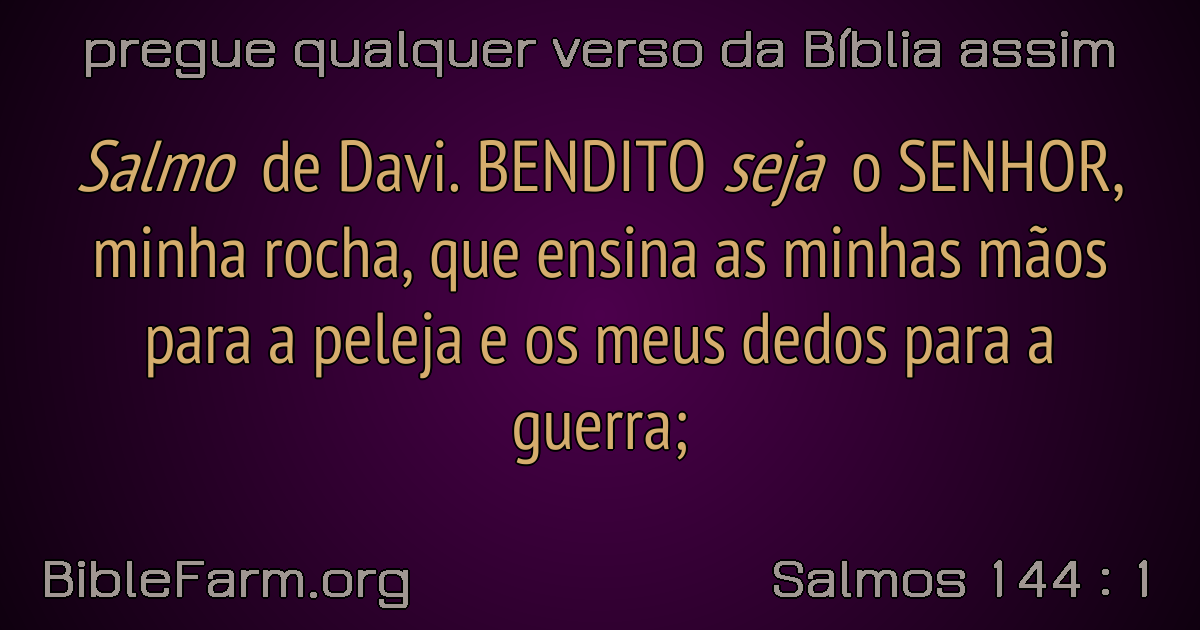 pregue qualquer verso da Bíblia assim
Salmo de Davi. BENDITO seja o SENHOR,
minha rocha, que ensina as minhas mãos
para a peleja e os meus dedos para a
guerra;
BibleFarm.org
Salmos 144 : 1